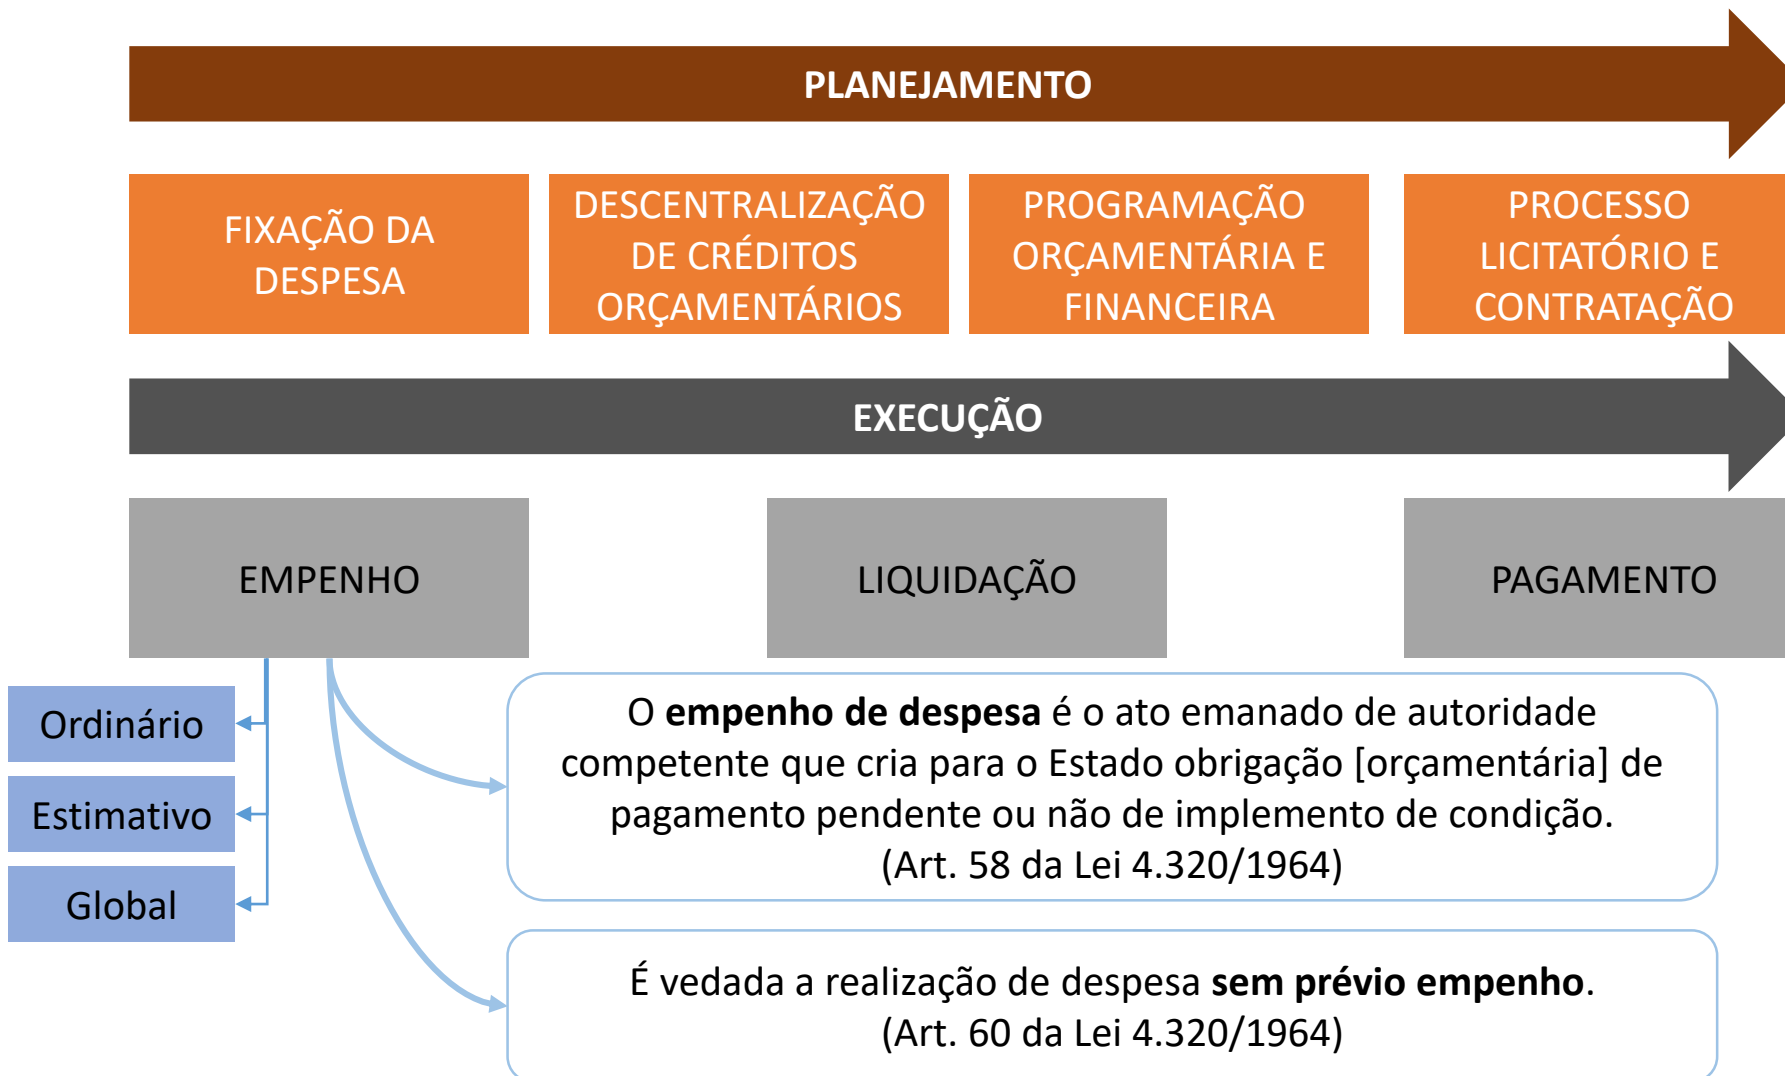 PLANEJAMENTO
FIXAÇÃO DA
DESPESA
DESCENTRALIZAÇÃO
DE CRÉDITOS
ORÇAMENTÁRIOS
PROGRAMAÇÃO
ORÇAMENTÁRIA E
FINANCEIRA
PROCESSO
LICITATÓRIO E
CONTRATAÇÃO
EXECUÇÃO
EMPENHO
LIQUIDAÇÃO
PAGAMENTO
Ordinário
Estimativo
Global
O empenho de despesa é o ato emanado de autoridade
competente que cria para o Estado obrigação [orçamentária] de
pagamento pendente ou não de implemento de condição.
(Art. 58 da Lei 4.320/1964)
É vedada a realização de despesa sem prévio empenho.
(Art. 60 da Lei 4.320/1964)